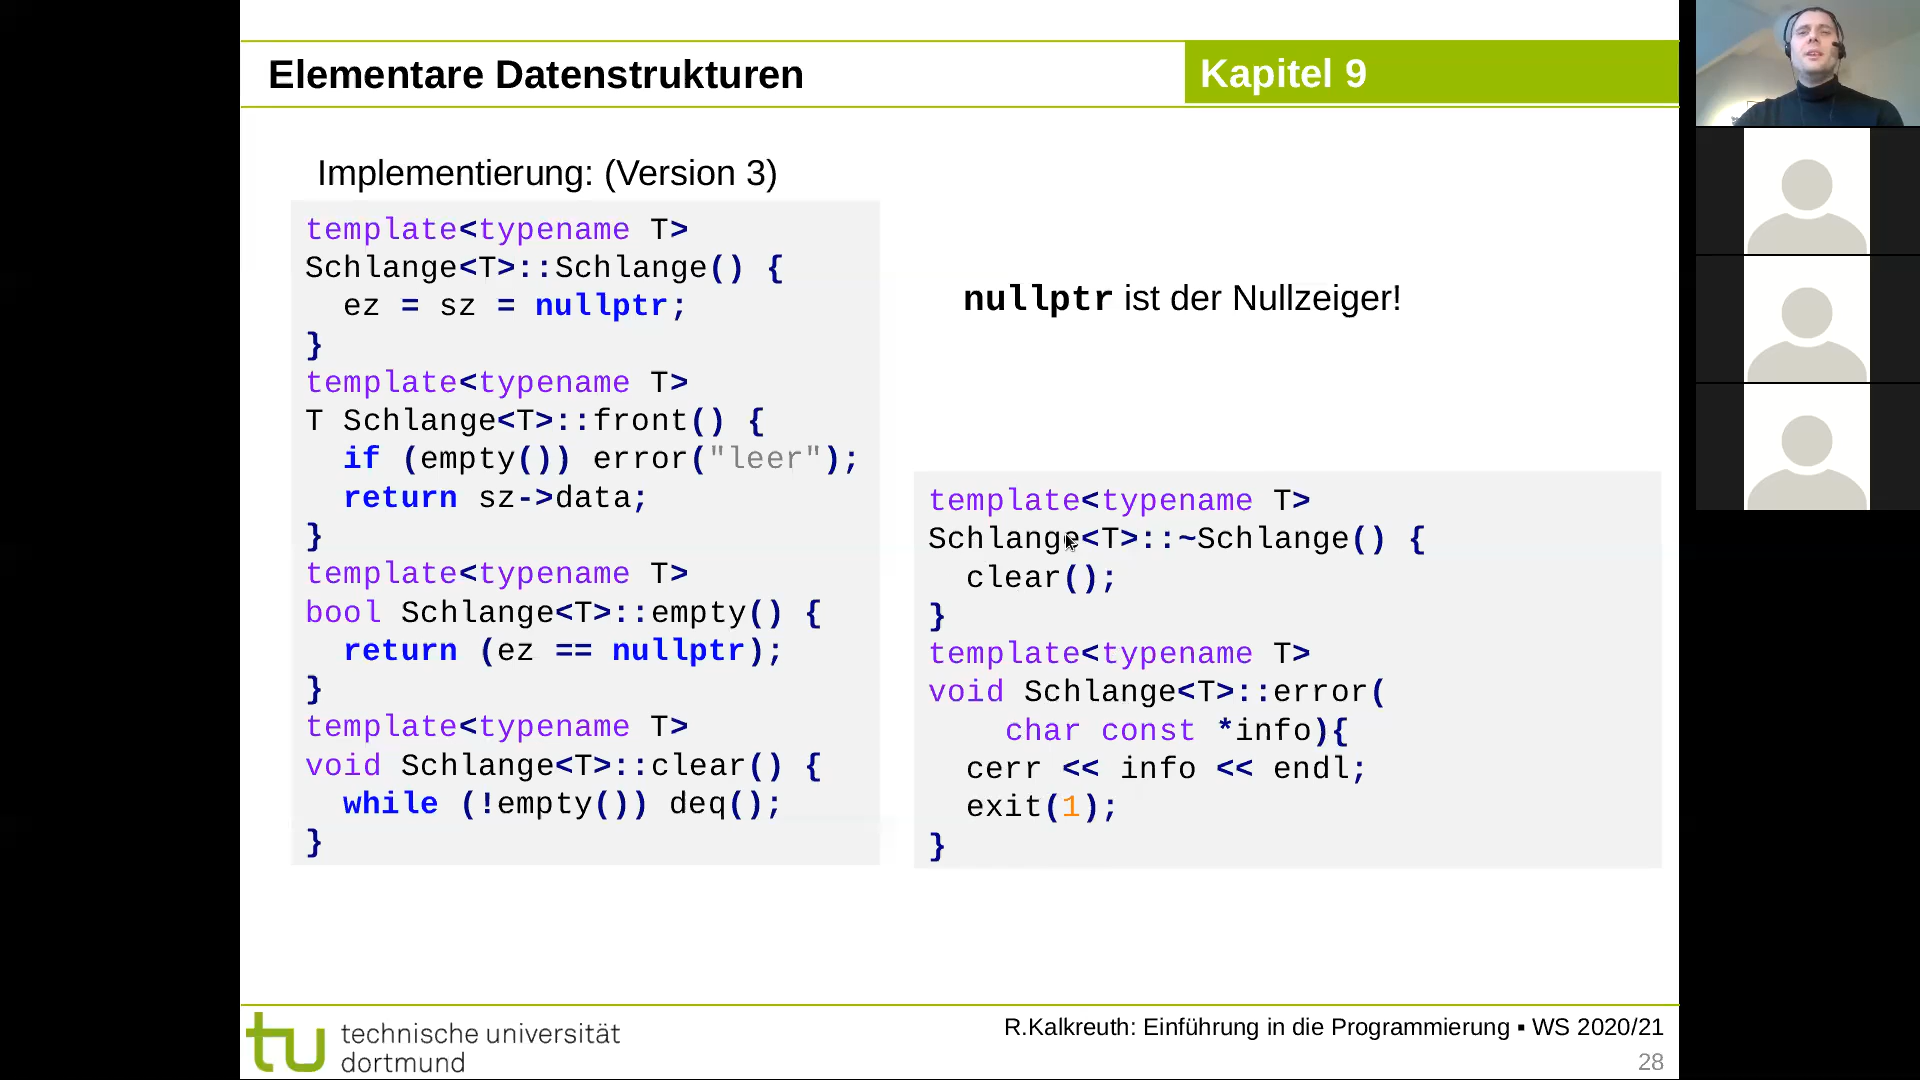 Elementare Datenstrukturen
Kapitel 9
Implementierung: (Version 3)
template<typename T>
Schlange<T>::Schlange() {
  ez = sz = nullptr;
}
template<typename T>
T Schlange<T>::front() {
  if (empty()) error("leer");
  return sz->data;
}
template<typename T>
bool Schlange<T>::empty() {
  return (ez == nullptr);
}
template<typename T>
void Schlange<T>::clear() {
  while (!empty()) deq();
}
nullptr ist der Nullzeiger!
template<typename T>
Schlange<T>::~Schlange() {
  clear();
}
template<typename T>
void Schlange<T>::error(
    char const *info){
  cerr << info << endl;
  exit(1);
}
tu technische universität
dortmund
R.Kalkreuth: Einführung in die Programmierung ▪ WS 2020/21
28